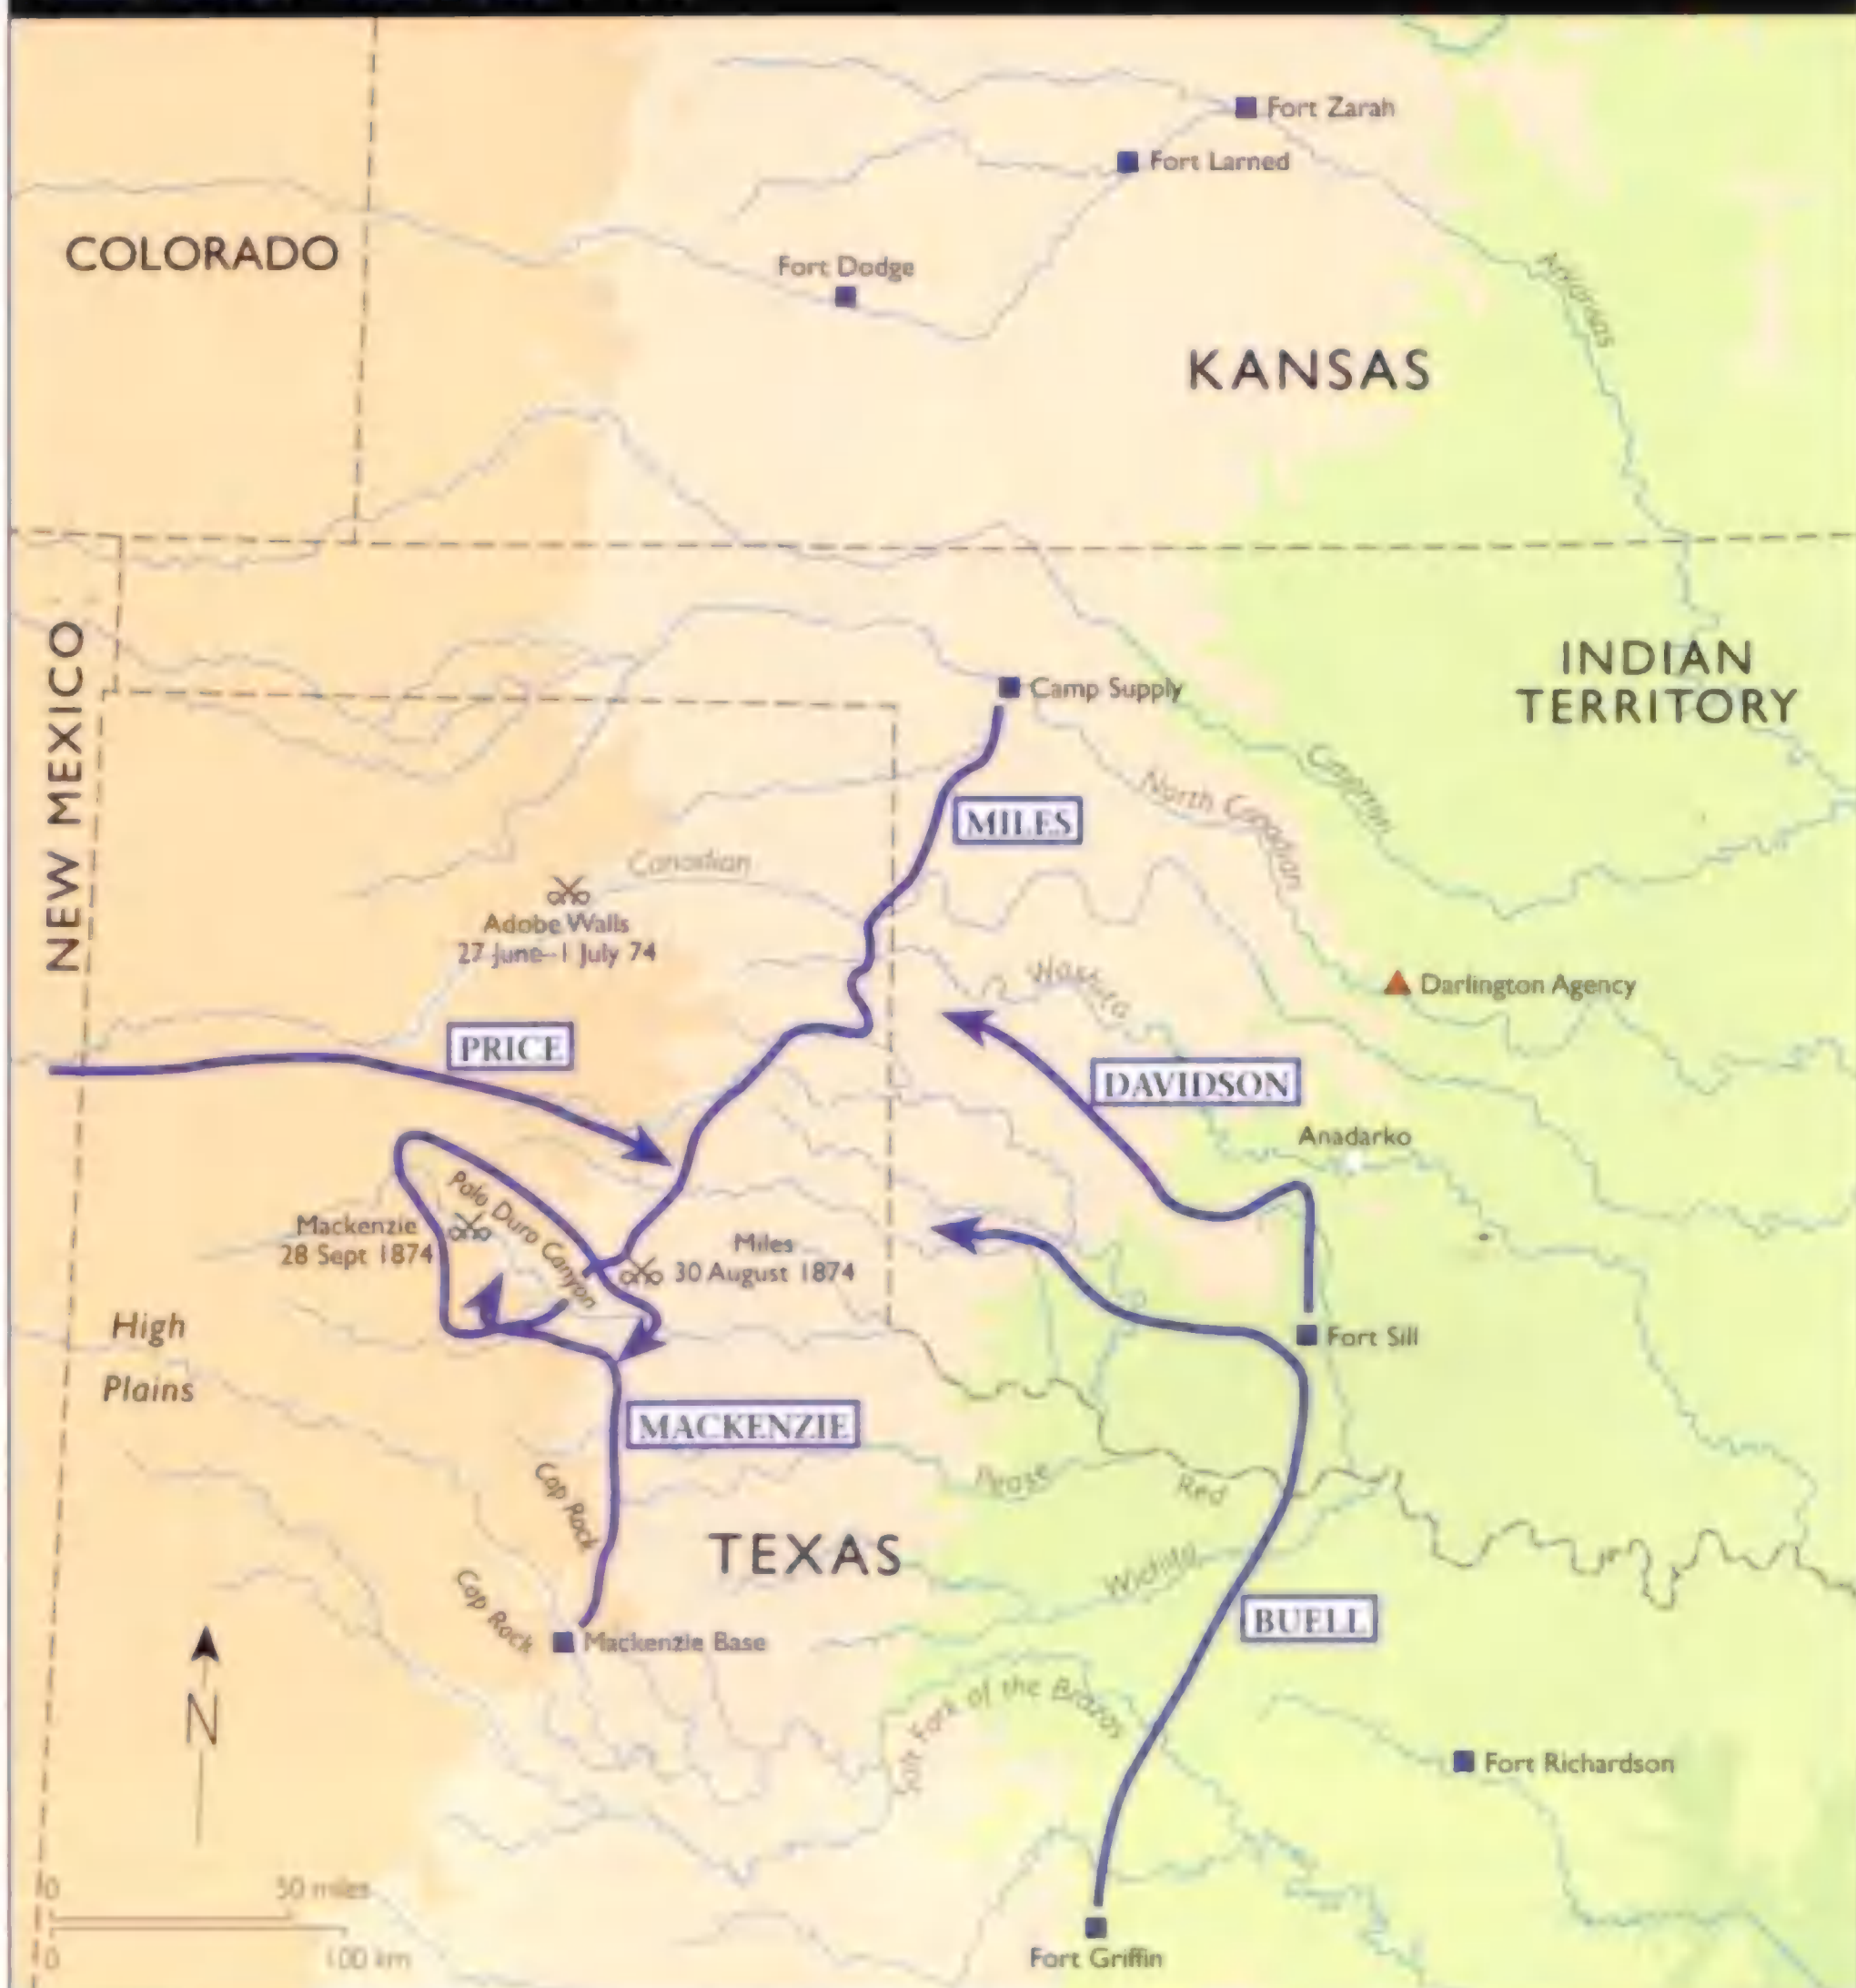 Fort Zarah
Fort Larned
COLORADO
Fort Dodge
Arkansas
KANSAS
NEW MEXICO
INDIAN
TERRITORY
Camp Supply
Cimarron
North Canadian
MILES
Canadian
Adobe Walls
27 June–1 July 74
Washita
Darlington Agency
PRICE
DAVIDSON
Anadarko
Palo Duro Canyon
Mackenzie
28 Sept 1874
Miles
30 August 1874
High
Plains
Fort Sill
MACKENZIE
Cap Rock
Pease
Red
TEXAS
Wichita
Cap Rock
BUELL
Mackenzie Base
Salt Fork of the Brazos
N
Fort Richardson
0
50 miles
0
100 km
Fort Griffin